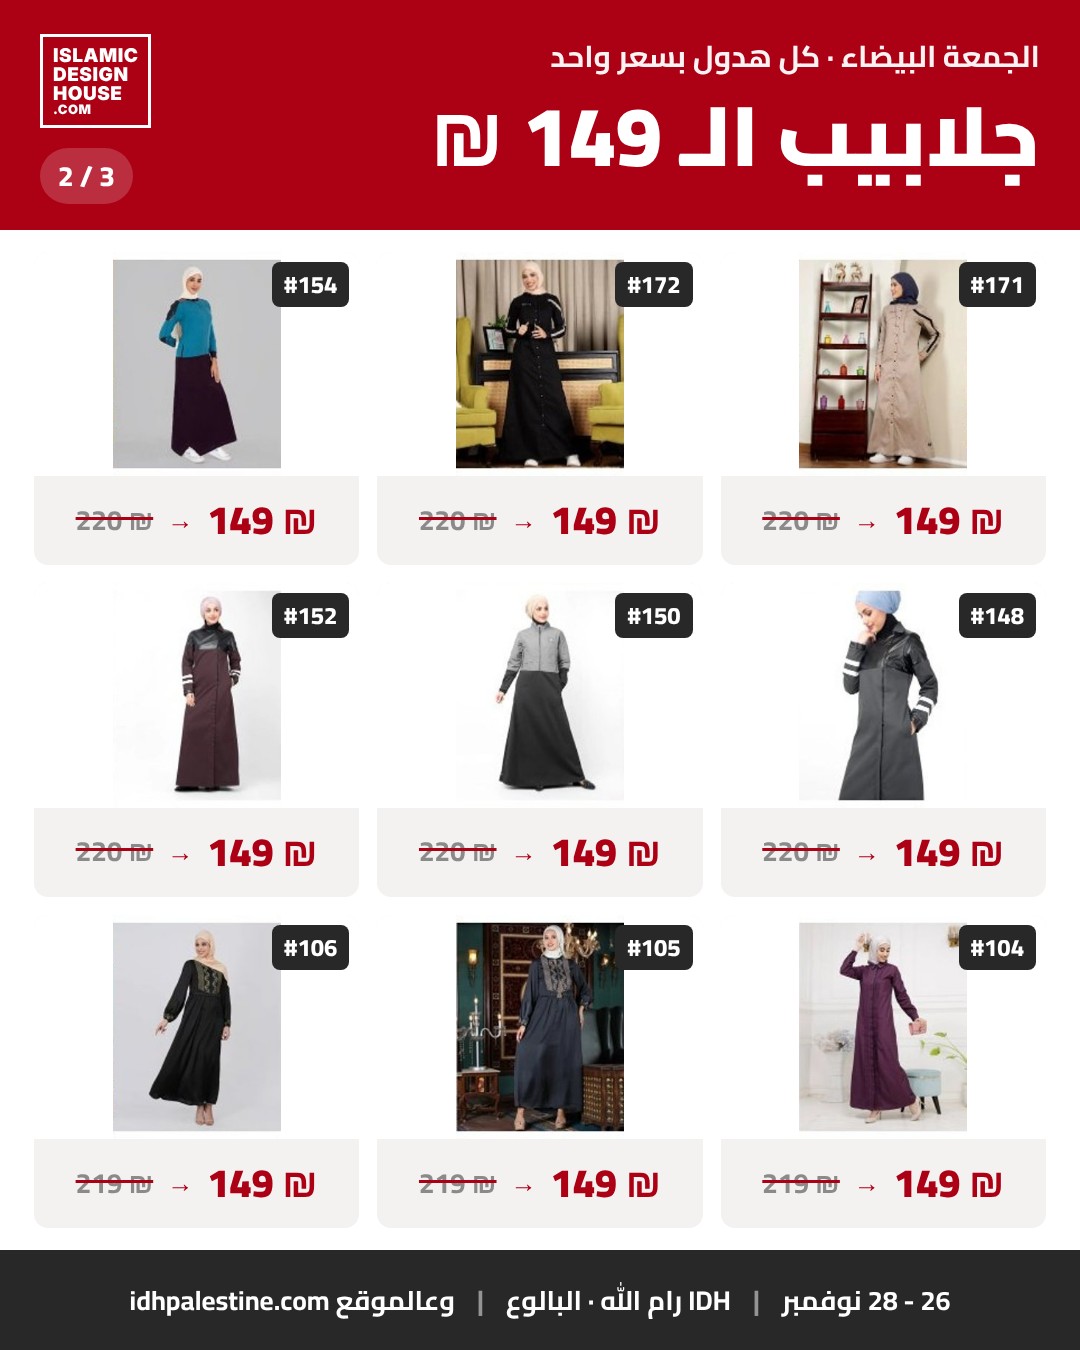 الجمعة البيضاء · كل هدول بسعر واحد
جلابيب الـ 149 ₪
ISLAMIC
DESIGN
HOUSE
.COM
2 / 3
#171
220 ₪ → 149 ₪
#172
220 ₪ → 149 ₪
#154
220 ₪ → 149 ₪
#148
220 ₪ → 149 ₪
#150
220 ₪ → 149 ₪
#152
220 ₪ → 149 ₪
#104
219 ₪ → 149 ₪
#105
219 ₪ → 149 ₪
#106
219 ₪ → 149 ₪
26 - 28 نوفمبر | IDH رام الله · البالوع | وعالموقع idhpalestine.com